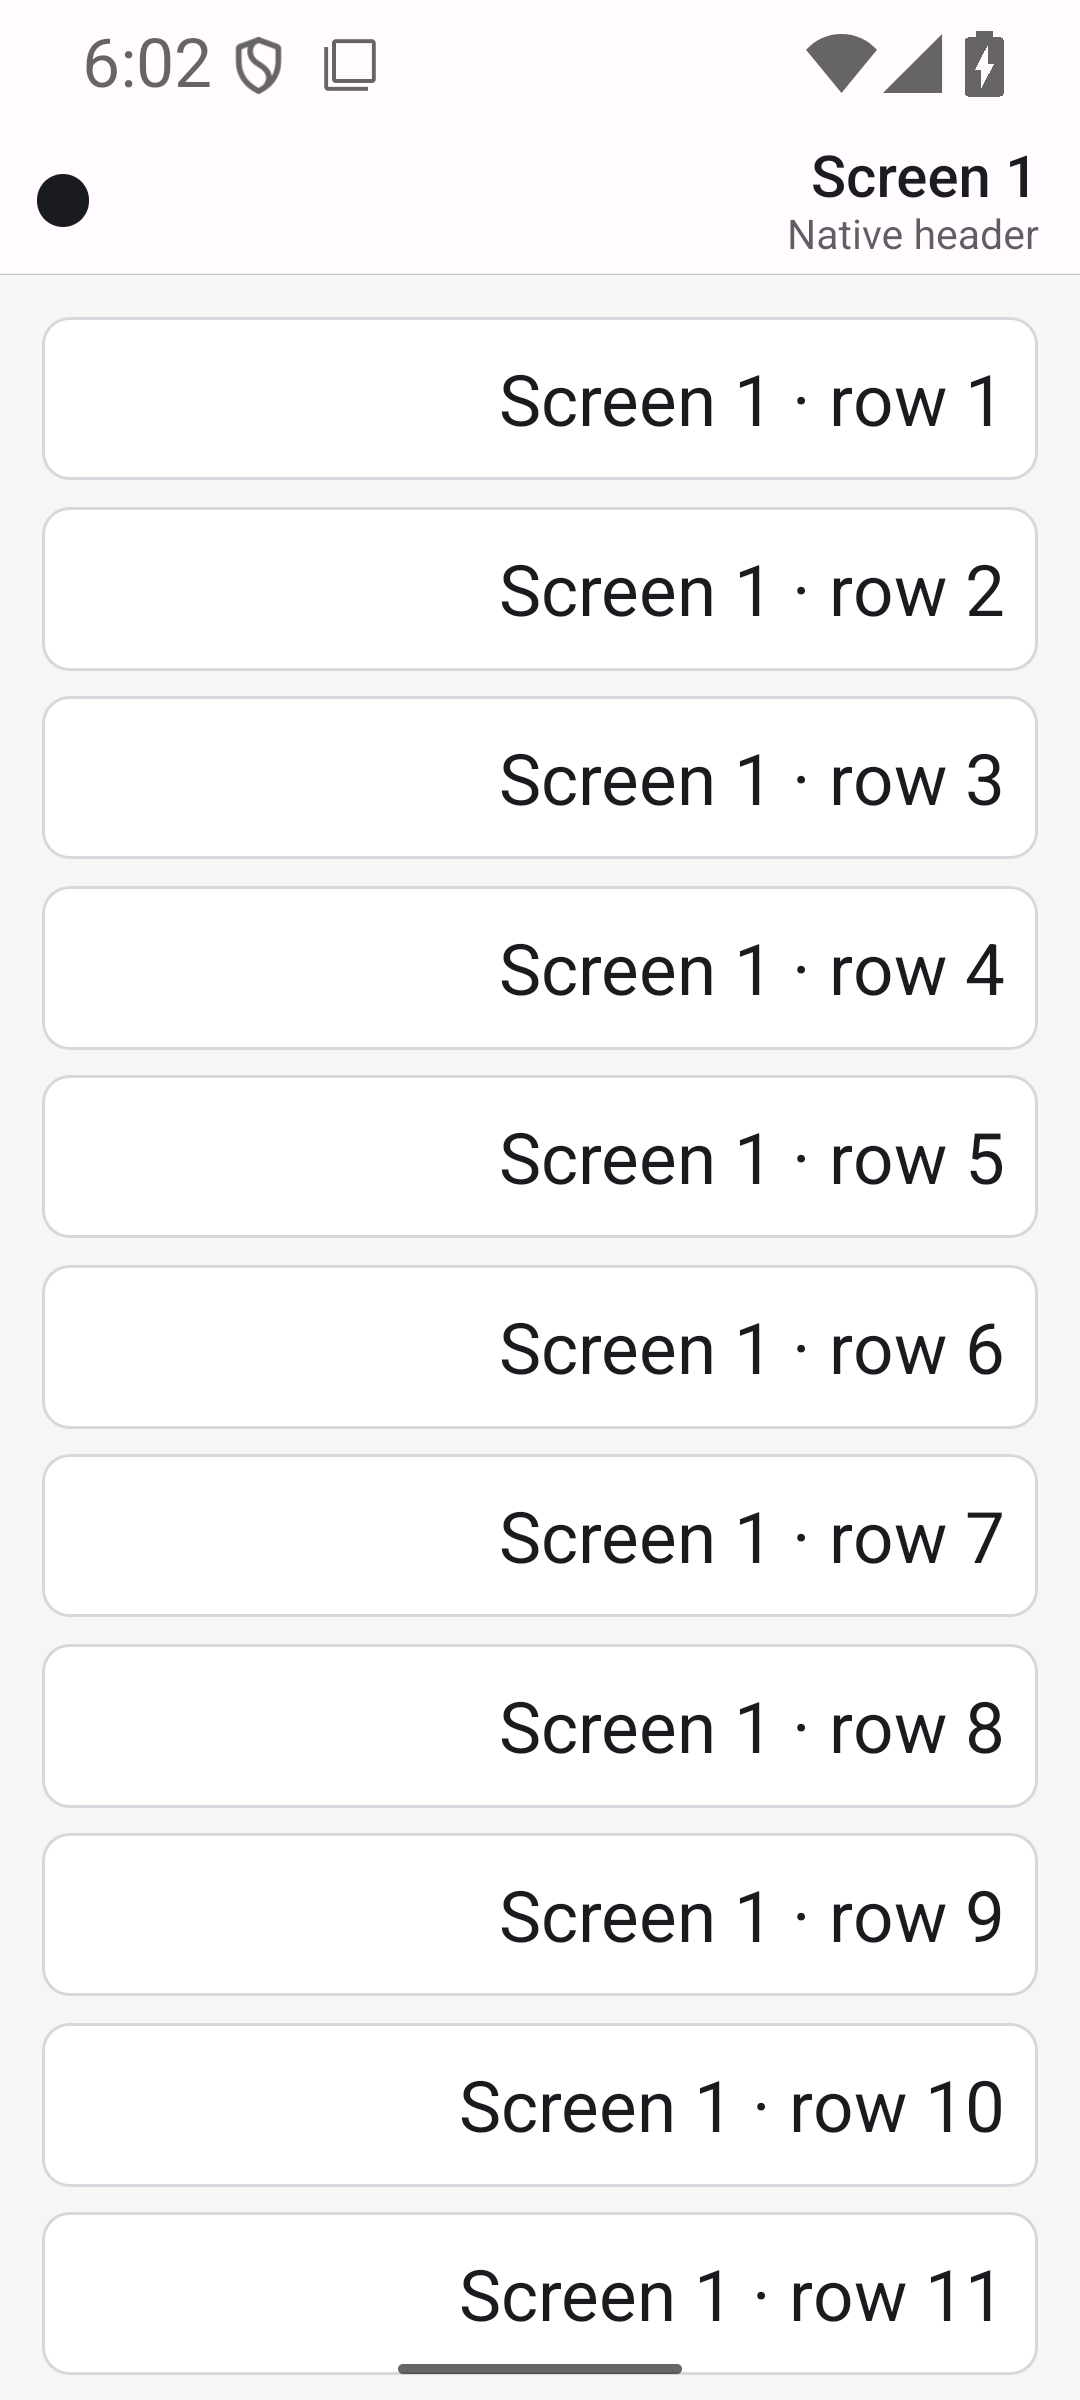 6:02
Screen 1
Native header
Screen 1 · row 1
Screen 1 · row 2
Screen 1 · row 3
Screen 1 · row 4
Screen 1 · row 5
Screen 1 · row 6
Screen 1 · row 7
Screen 1 · row 8
Screen 1 · row 9
Screen 1 · row 10
Screen 1 · row 11